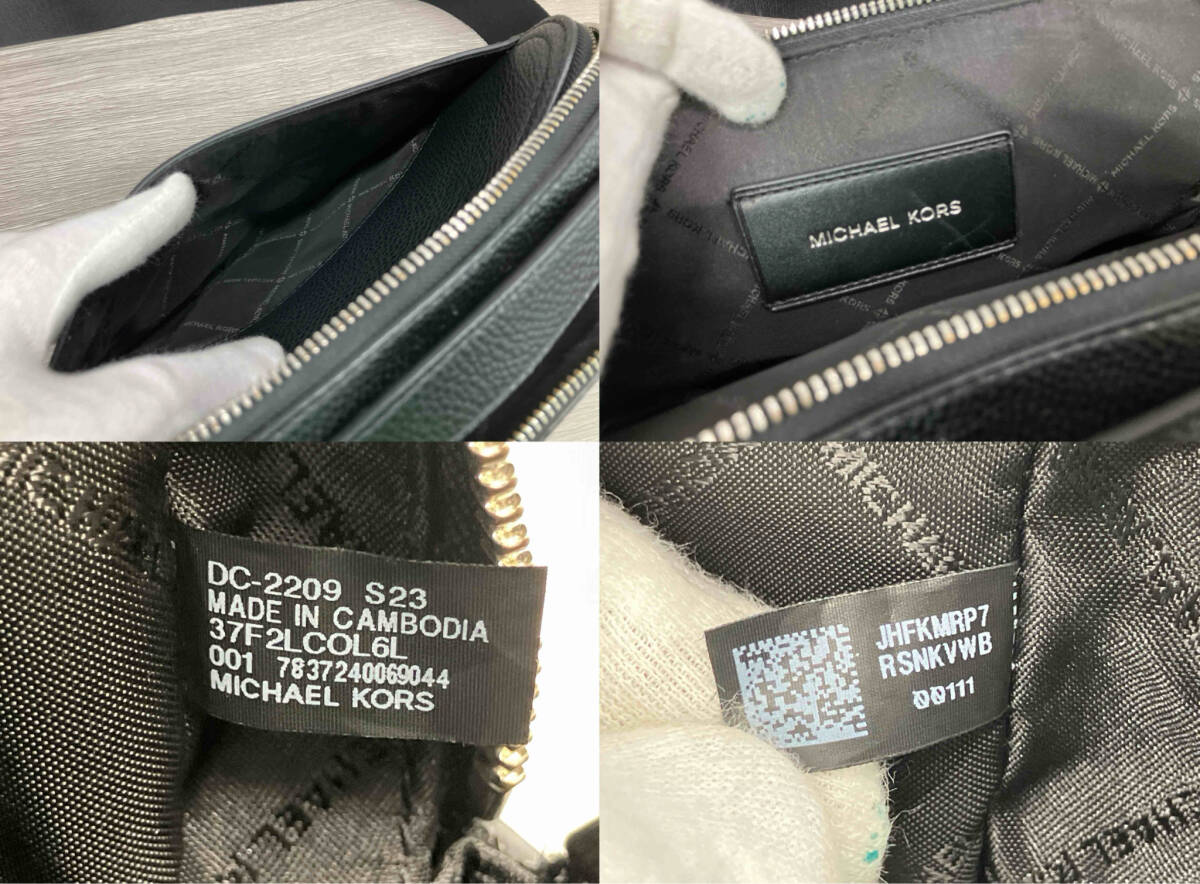 MICHAEL KORS
DC-2209 S23
MADE IN CAMBODIA
37F2LCOL6L
001 7837240069044
MICHAEL KORS
JHFKMRP7
RSNKVWB
00111